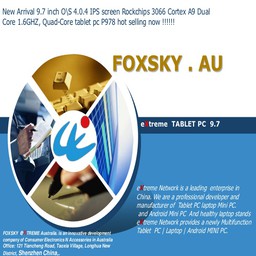 New Arrival 9.7 inch O\S 4.0.4 IPS screen Rockchips 3066 Cortex A9 Dual
Core 1.6GHZ, Quad-Core tablet pc P978 hot selling now !!!!!!
FOXSKY . AU
eXtreme TABLET PC 9.7
eXtreme Network is a leading enterprise in
China. We are a professional developer and
manufacturer of Tablet PC Laptop Mini PC.
and Android Mini PC And healthy laptop stands
eXtreme Network provides a newly Multifunction
Tablet PC | Laptop | Android MINI PC.
FOXSKY EXTREME Australia. is an innovative development
company of Consumer Electronics N Accessories in Australia
Office: 121 Tiancheng Road, Tanxia Village, Longhua New
District, Shenzhen China,.